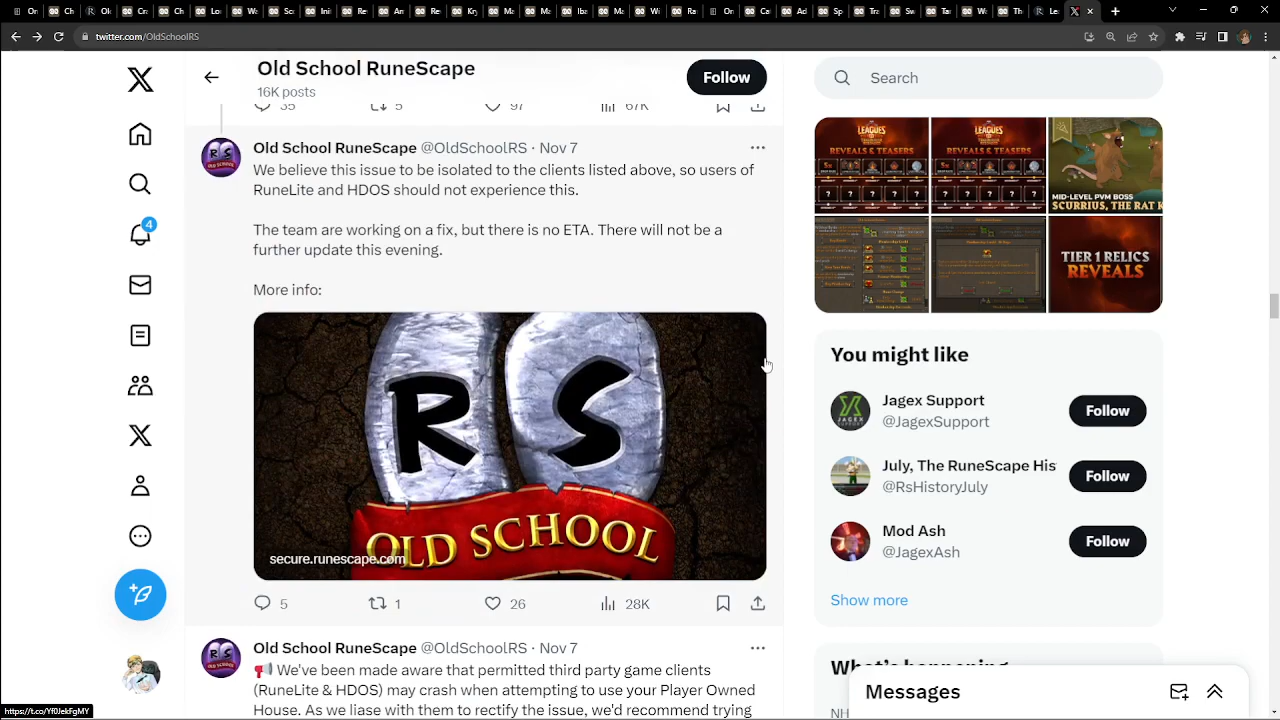 twitter.com/OldSchoolRS
Old School RuneScape
16K posts
Follow
Search
35 5 97 67K
Old School RuneScape @OldSchoolRS · Nov 7
We believe this issue to be isolated to the clients listed above, so users of
RuneLite and HDOS should not experience this.
The team are working on a fix, but there is no ETA. There will not be a
further update this evening.
More info:
RS
OLD SCHOOL
secure.runescape.com
5 1 26 28K
Old School RuneScape @OldSchoolRS · Nov 7
We've been made aware that permitted third party game clients
(RuneLite & HDOS) may crash when attempting to use your Player Owned
House. As we liaise with them to rectify the issue, we'd recommend trying
4
LEAGUES
REVEALS & TEASERS
LEAGUES
REVEALS & TEASERS
MID-LEVEL PVM BOSS
SCURRIUS, THE RAT K
TIER 1 RELICS
REVEALS
You might like
Jagex Support
@JagexSupport
Follow
July, The RuneScape His
@RsHistoryJuly
Follow
Mod Ash
@JagexAsh
Follow
Show more
What's happening
Messages